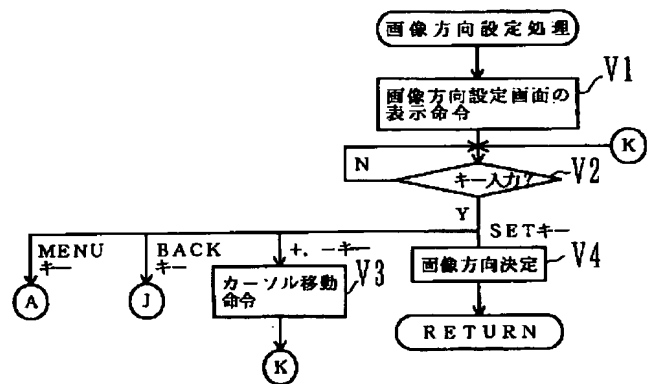 画像方向設定処理
V1
画像方向設定画面の
表示命令
K
N
キー入力?
V2
Y
MENU
キー
BACK
キー
+, −キー
SETキー
V3
V4
カーソル移動
命令
画像方向決定
A
J
K
RETURN